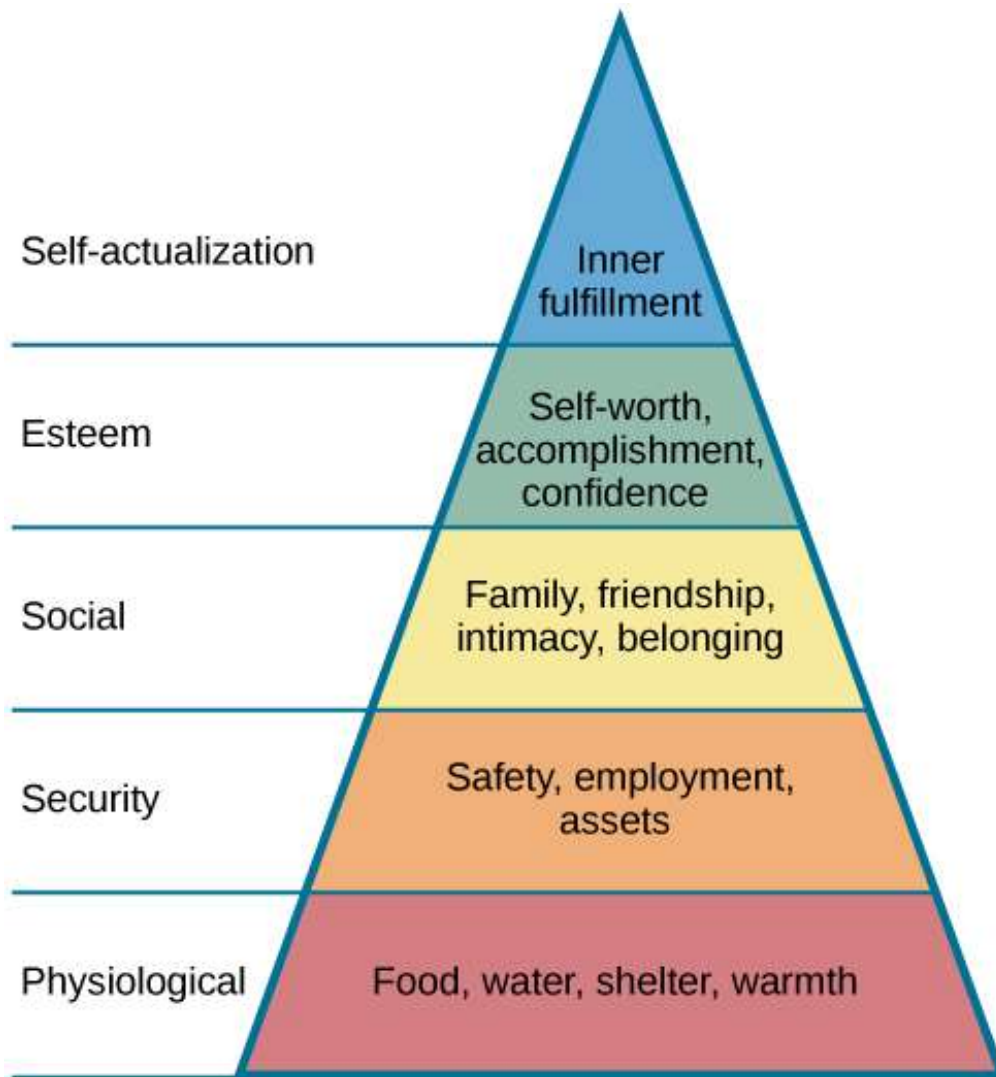 Self-actualization
Inner
fulfillment
Esteem
Self-worth,
accomplishment,
confidence
Social
Family, friendship,
intimacy, belonging
Security
Safety, employment,
assets
Physiological
Food, water, shelter, warmth